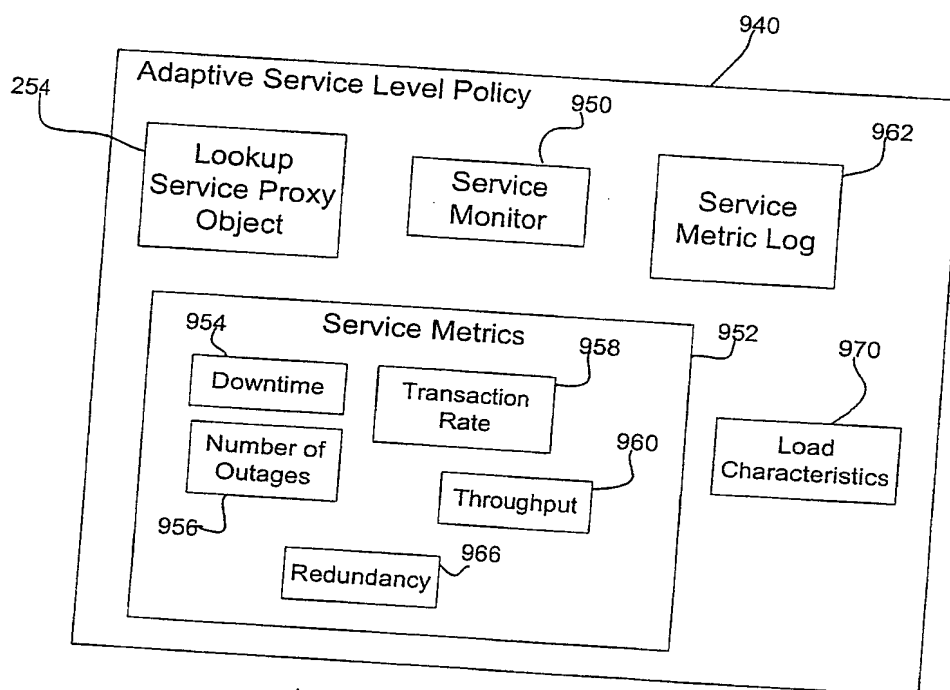 940
Adaptive Service Level Policy
254
950
962
Lookup
Service Proxy
Object
Service
Monitor
Service
Metric Log
Service Metrics
952
954
958
970
Downtime
Transaction
Rate
Number of
Outages
960
Load
Characteristics
Throughput
956
966
Redundancy